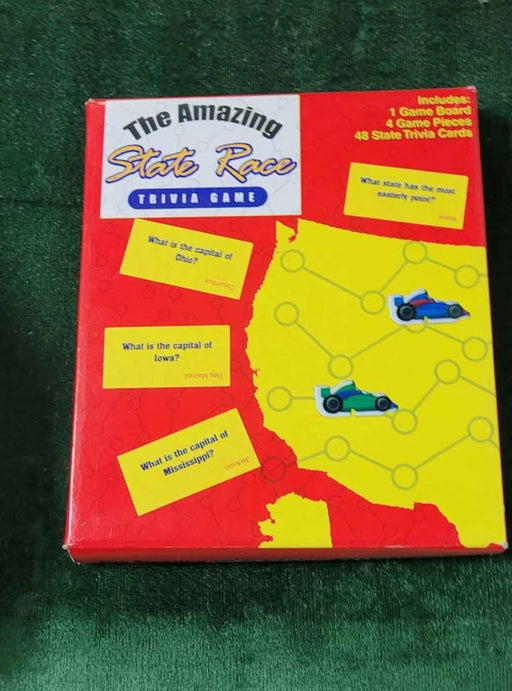 The Amazing
State Race
TRIVIA GAME
Includes:
1 Game Board
4 Game Pieces
48 State Trivia Cards
What state has the most
easterly point?
Maine
What is the capital of
Ohio?
Columbus
What is the capital of
Iowa?
Des Moines
What is the capital of
Mississippi?
Jackson